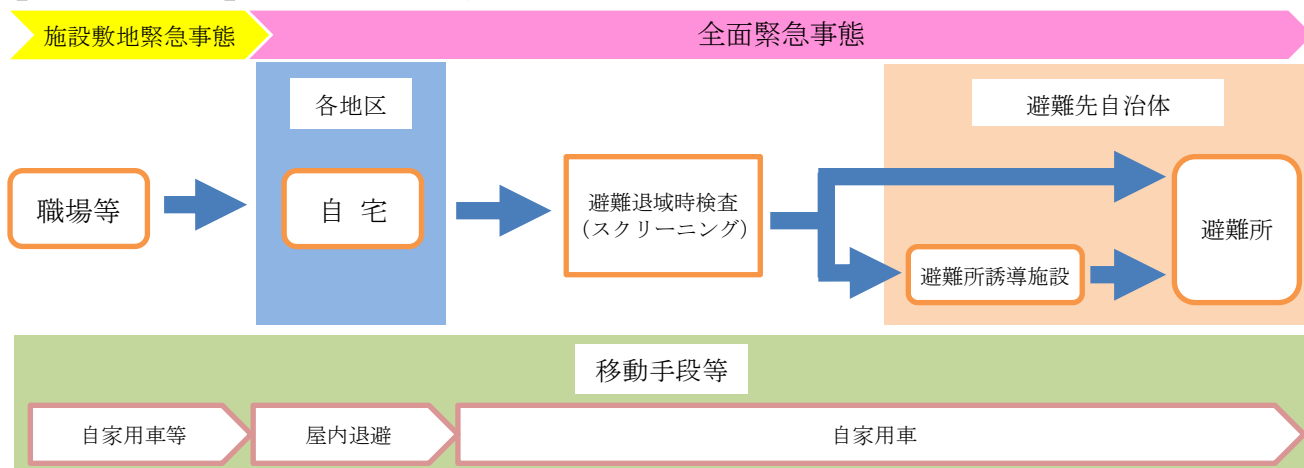 施設敷地緊急事態
全面緊急事態
各地区
避難先自治体
職場等
自 宅
避難退域時検査
（スクリーニング）
避難所誘導施設
避難所
移動手段等
自家用車等
屋内退避
自家用車